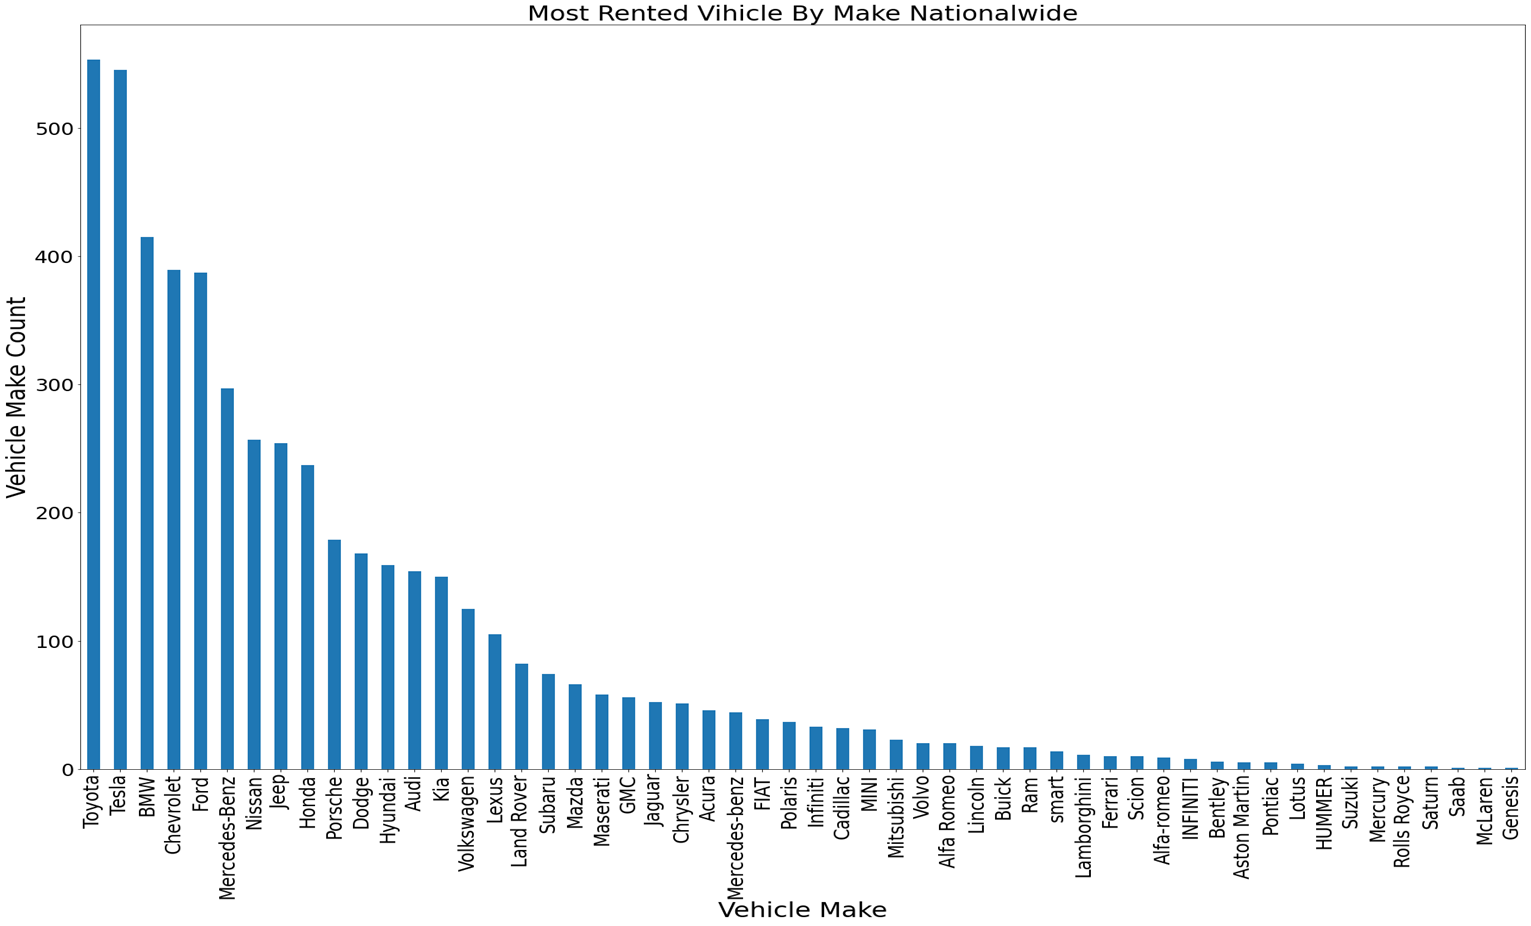 Most Rented Vihicle By Make Nationalwide
Vehicle Make Count
500
400
300
200
100
0
Toyota
Tesla
BMW
Chevrolet
Ford
Mercedes-Benz
Nissan
Jeep
Honda
Porsche
Dodge
Hyundai
Audi
Kia
Volkswagen
Lexus
Land Rover
Subaru
Mazda
Maserati
GMC
Jaguar
Chrysler
Acura
Mercedes-benz
FIAT
Polaris
Infiniti
Cadillac
MINI
Mitsubishi
Volvo
Alfa Romeo
Lincoln
Buick
Ram
smart
Lamborghini
Ferrari
Scion
Alfa-romeo
INFINITI
Bentley
Aston Martin
Pontiac
Lotus
HUMMER
Suzuki
Mercury
Rolls Royce
Saturn
Saab
McLaren
Genesis
Vehicle Make